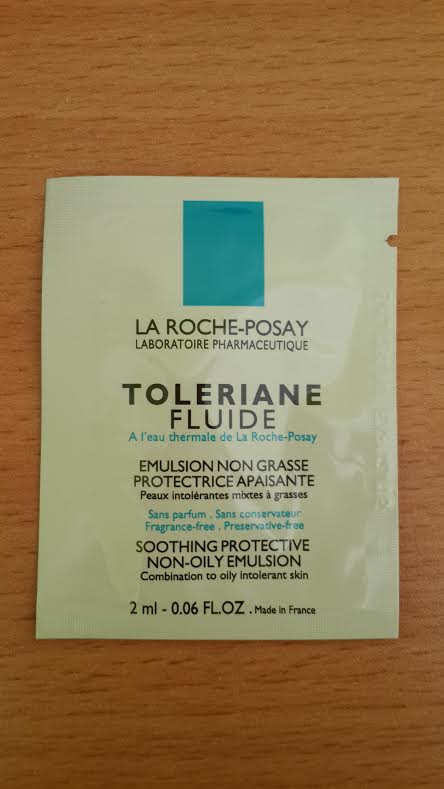 LA ROCHE-POSAY
LABORATOIRE PHARMACEUTIQUE
TOLERIANE
FLUIDE
A l'eau thermale de La Roche-Posay
EMULSION NON GRASSE
PROTECTRICE APAISANTE
Peaux intolérantes mixtes à grasses
Sans parfum . Sans conservateur
Fragrance-free . Preservative-free
SOOTHING PROTECTIVE
NON-OILY EMULSION
Combination to oily intolerant skin
2 ml - 0.06 FL.OZ . Made in France